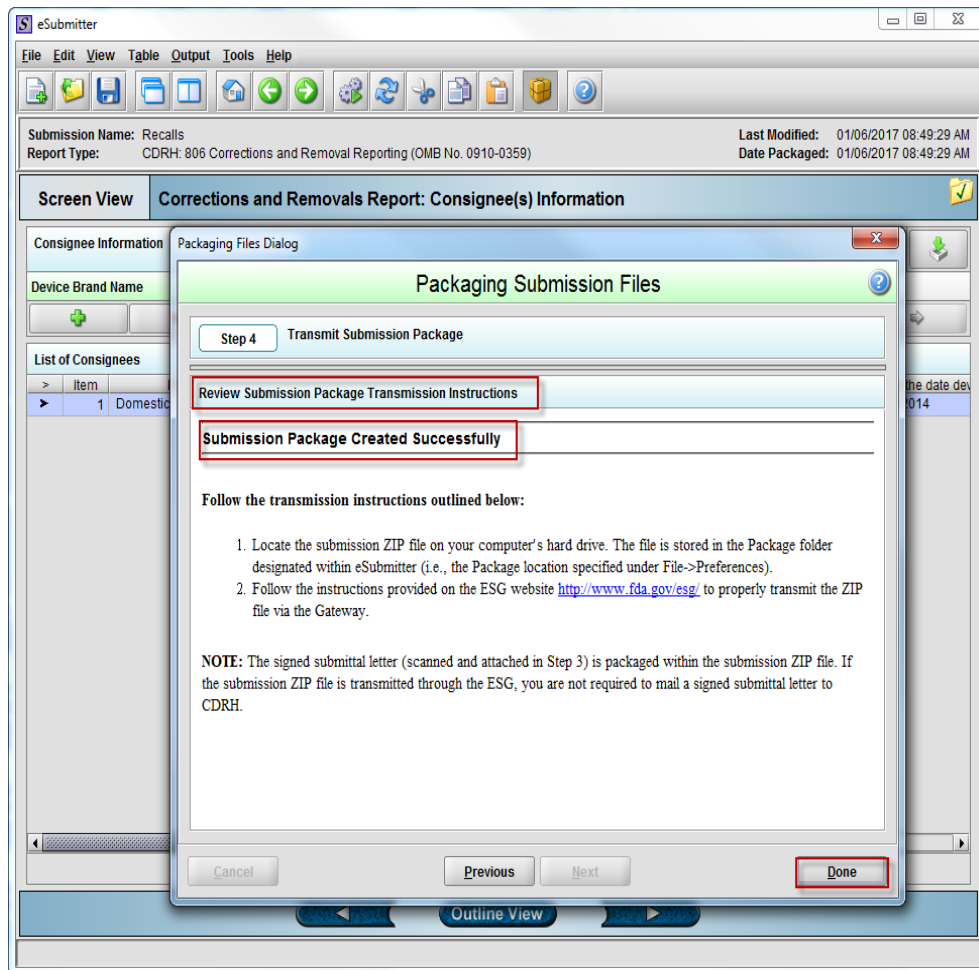 eSubmitter
File Edit View Table Output Tools Help
Submission Name: Recalls
Last Modified: 01/06/2017 08:49:29 AM
Report Type: CDRH: 806 Corrections and Removal Reporting (OMB No. 0910-0359)
Date Packaged: 01/06/2017 08:49:29 AM
Screen View
Corrections and Removals Report: Consignee(s) Information
Consignee Information
Packaging Files Dialog
Packaging Submission Files
Device Brand Name
Step 4
Transmit Submission Package
List of Consignees
> Item
the date dev
> 1 Domestic
2014
Review Submission Package Transmission Instructions
Submission Package Created Successfully
Follow the transmission instructions outlined below:
1. Locate the submission ZIP file on your computer's hard drive. The file is stored in the Package folder
designated within eSubmitter (i.e., the Package location specified under File->Preferences).
2. Follow the instructions provided on the ESG website http://www.fda.gov/esg/ to properly transmit the ZIP
file via the Gateway.
NOTE: The signed submittal letter (scanned and attached in Step 3) is packaged within the submission ZIP file. If
the submission ZIP file is transmitted through the ESG, you are not required to mail a signed submittal letter to
CDRH.
Cancel
Previous
Next
Done
Outline View